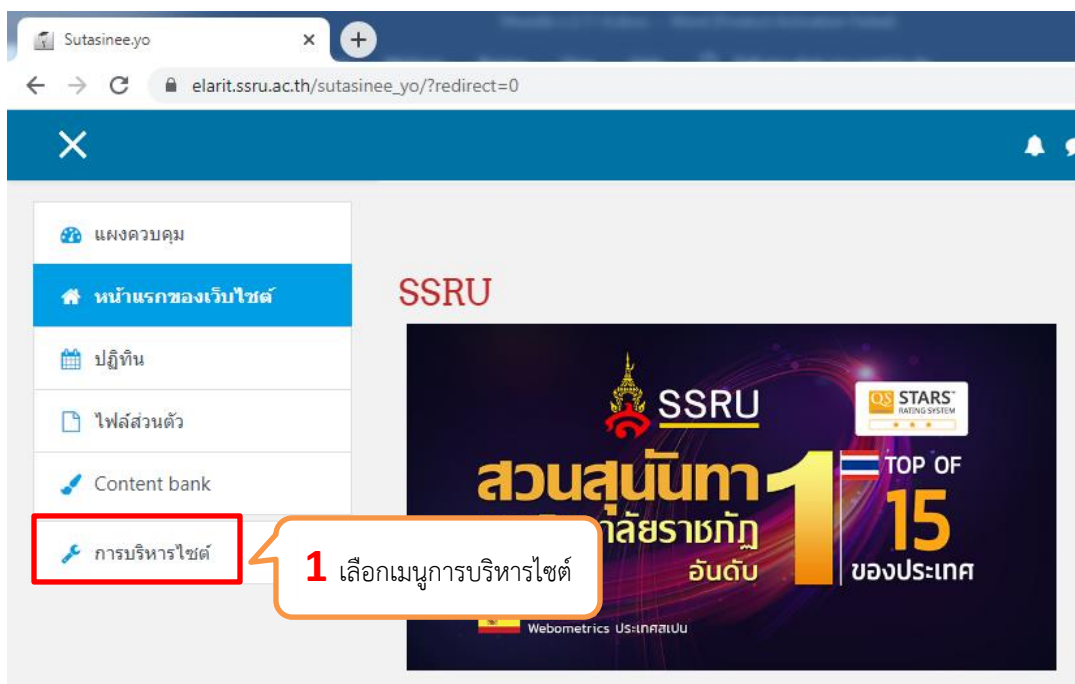 Sutasinee.yo
elarit.ssru.ac.th/sutasinee_yo/?redirect=0
แผงควบคุม
หน้าแรกของเว็บไซต์
ปฏิทิน
ไฟล์ส่วนตัว
Content bank
การบริหารไซต์
1 เลือกเมนูการบริหารไซต์
SSRU
SSRU
QS STARS
RATING SYSTEM
สวนสุนันทา
ราชภัฏ
อันดับ
1
TOP OF
15
ของประเทศ
Webometrics ประเทศสเปน